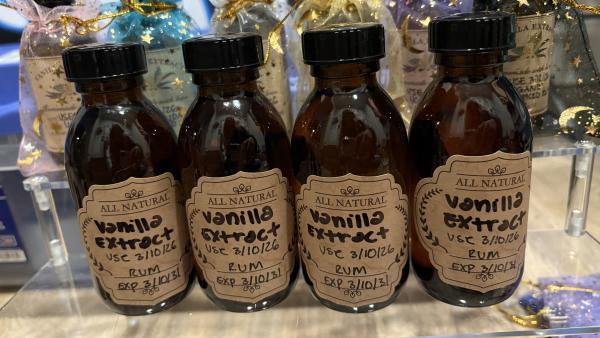 ALL NATURAL
vanilla
Extract
USE 3/10/26
RUM
EXP 3/10/31
ALL NATURAL
vanilla
Extract
USE 3/10/26
RUM
EXP 3/10/31
ALL NATURAL
vanilla
Extract
USE 3/10/26
RUM
EXP 3/10/31
ALL NATURAL
vanilla
Extract
USE 3/10/26
RUM
EXP 3/10/31